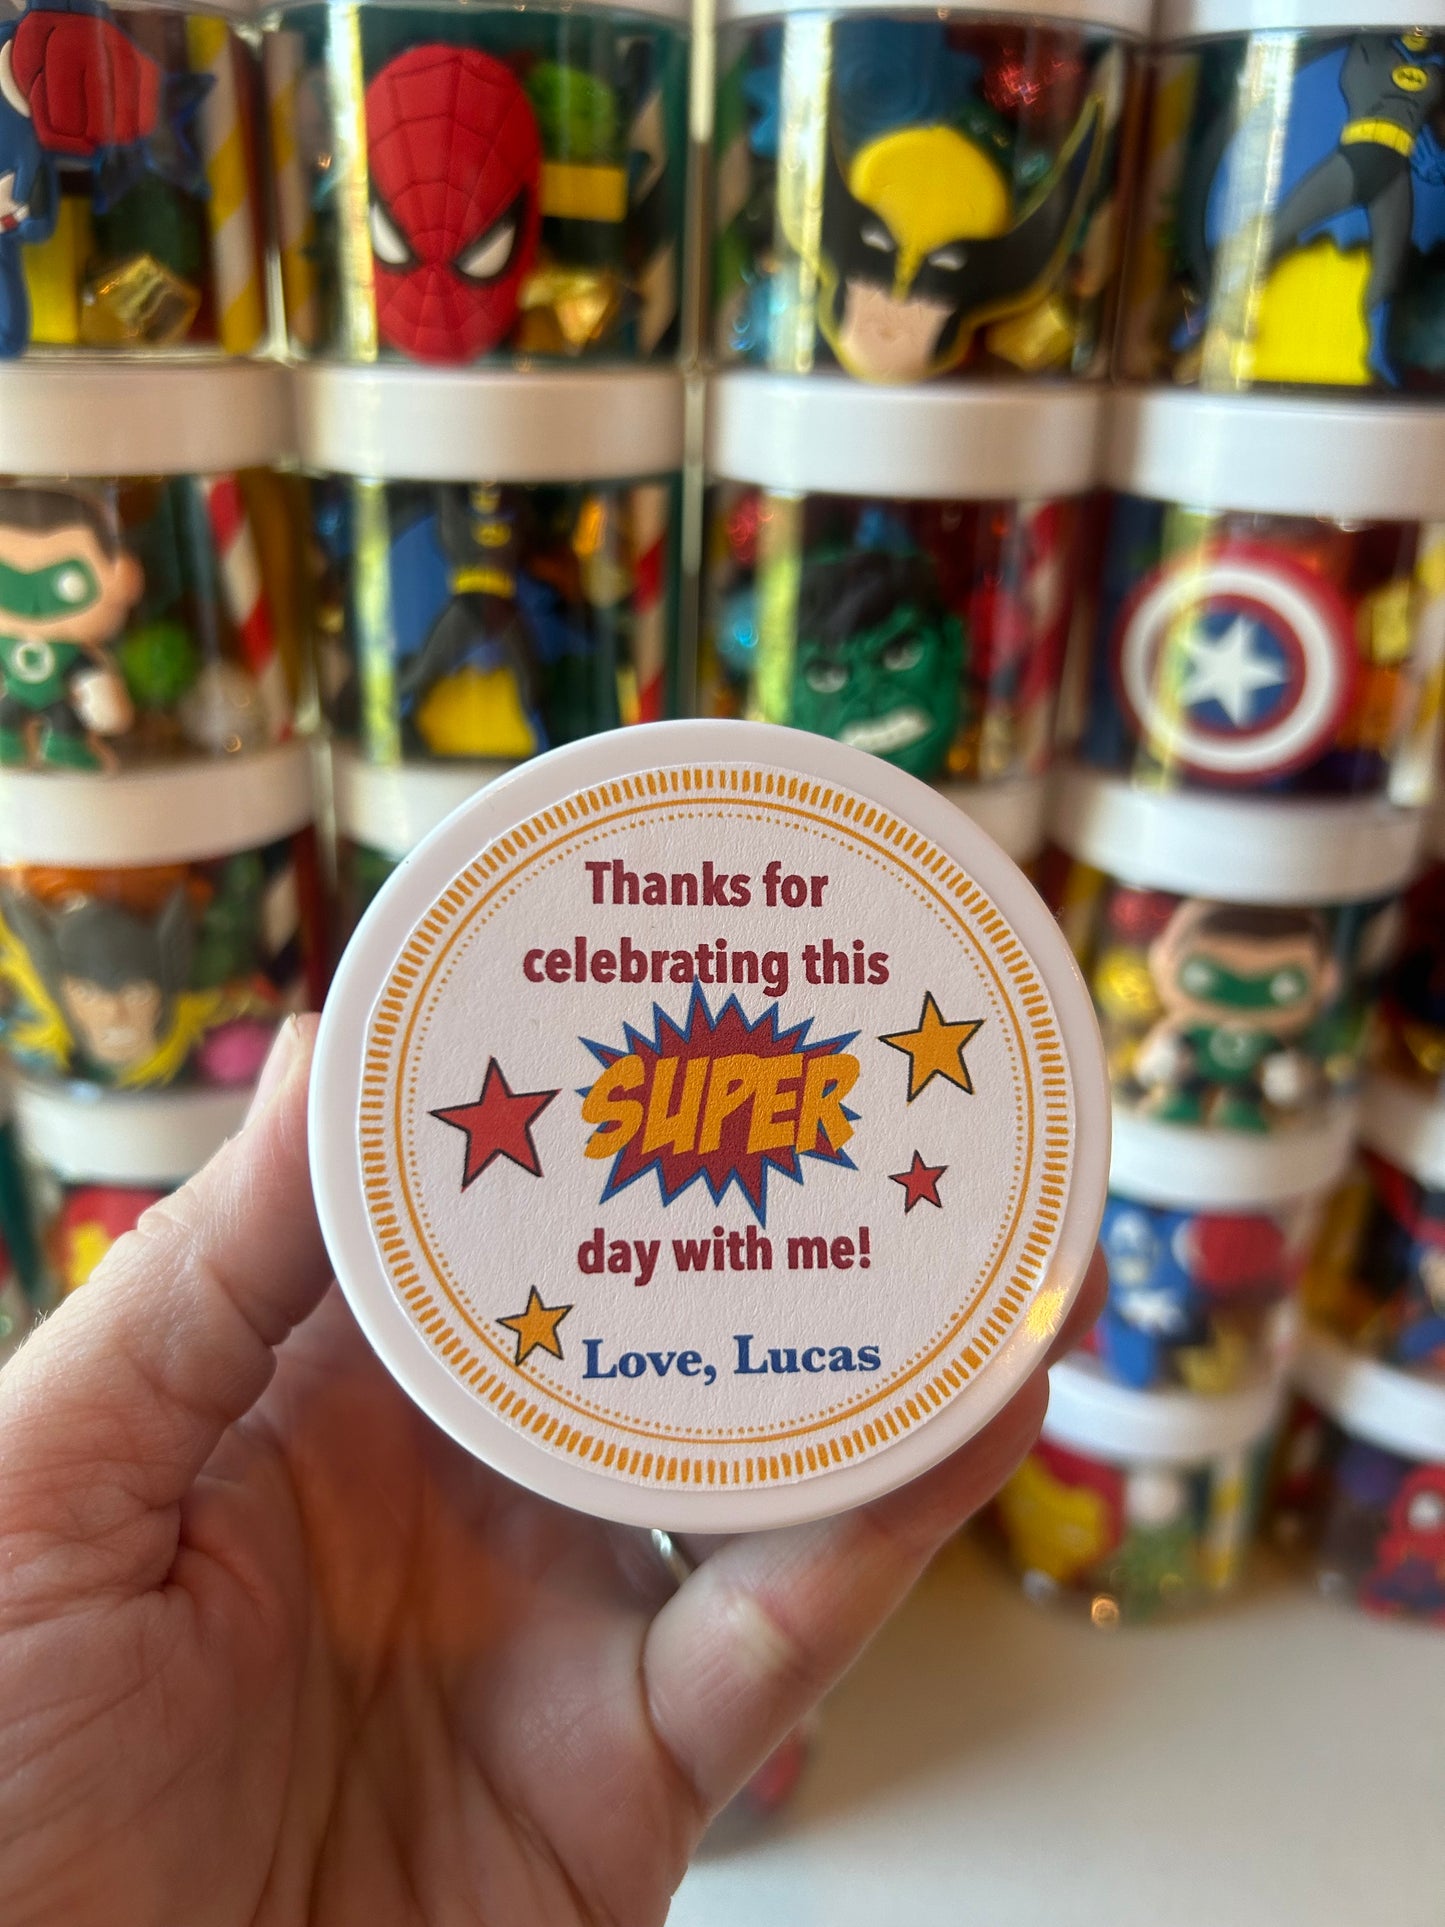 Thanks for
celebrating this
SUPER
day with me!
Love, Lucas